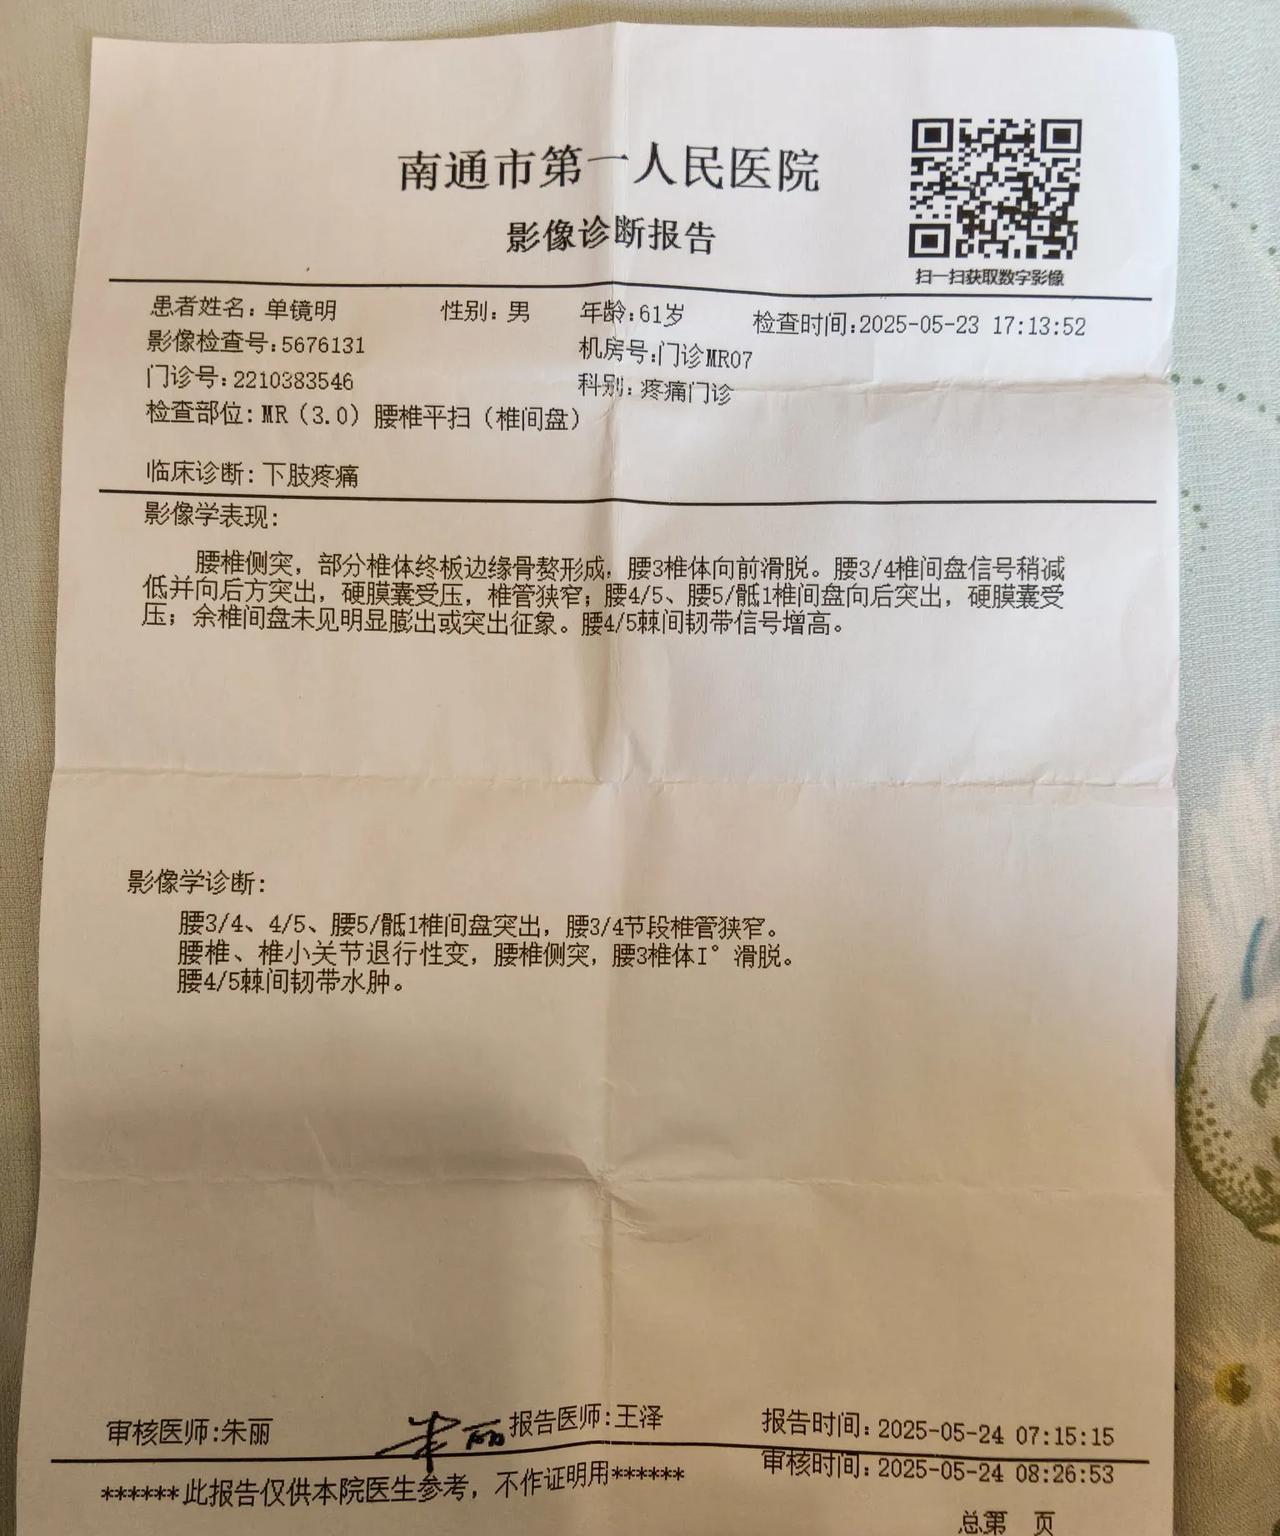 南通市第一人民医院
影像诊断报告
扫一扫获取数字影像
患者姓名：单镜明 性别：男 年龄：61岁 检查时间：2025-05-23 17:13:52
影像检查号：5676131 机房号：门诊MR07
门诊号：2210383546 科别：疼痛门诊
检查部位：MR（3.0）腰椎平扫（椎间盘）
临床诊断：下肢疼痛
影像学表现：
腰椎侧突，部分椎体终板边缘骨赘形成，腰3椎体向前滑脱。腰3/4椎间盘信号稍减
低并向后方突出，硬膜囊受压，椎管狭窄；腰4/5、腰5/骶1椎间盘向后突出，硬膜囊受
压；余椎间盘未见明显膨出或突出征象。腰4/5棘间韧带信号增高。
影像学诊断：
腰3/4、4/5、腰5/骶1椎间盘突出，腰3/4节段椎管狭窄。
腰椎、椎小关节退行性变，腰椎侧突，腰3椎体I°滑脱。
腰4/5棘间韧带水肿。
审核医师：朱丽 朱丽 报告医师：王泽 报告时间：2025-05-24 07:15:15
审核时间：2025-05-24 08:26:53
******此报告仅供本院医生参考，不作证明用******
总第 页